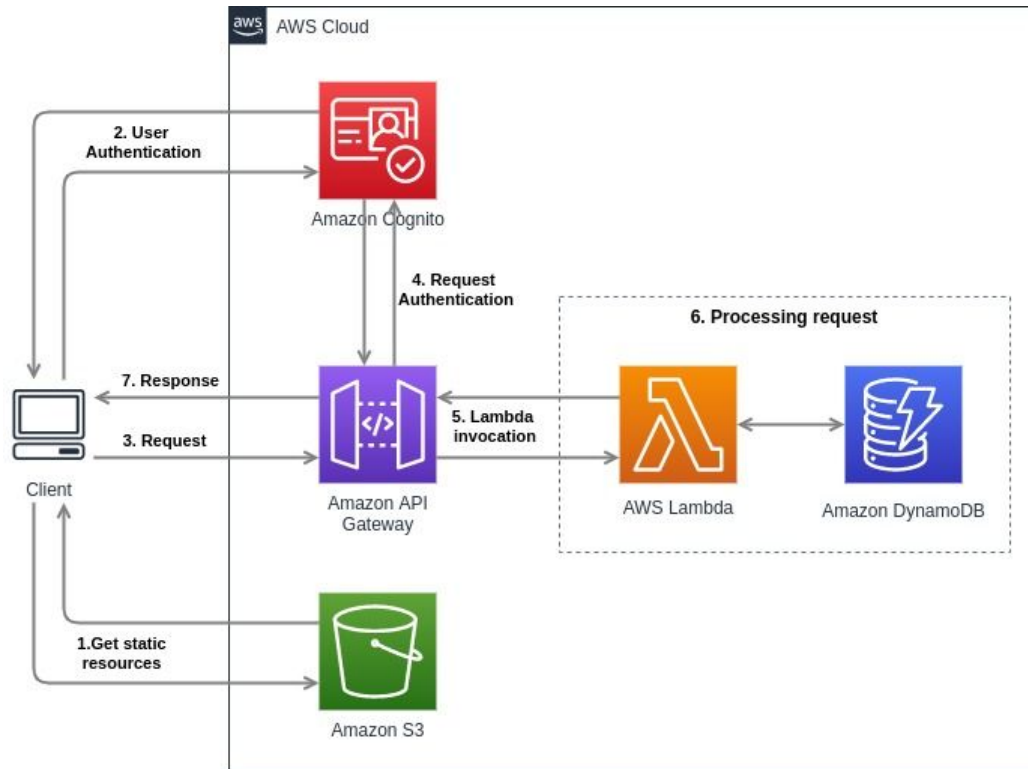 aws
AWS Cloud
2. User
Authentication
Amazon Cognito
4. Request
Authentication
6. Processing request
7. Response
5. Lambda
invocation
3. Request
</>
Client
Amazon API
Gateway
AWS Lambda
Amazon DynamoDB
1.Get static
resources
Amazon S3